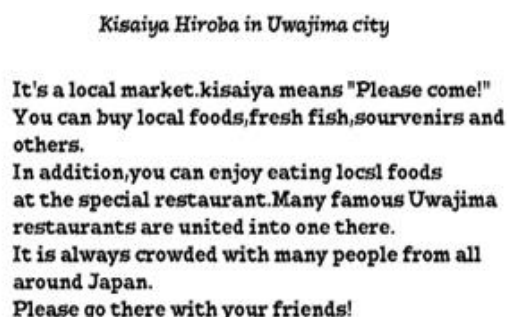 Kisaiya Hiroba in Uwajima city
It's a local market.kisaiya means "Please come!"
You can buy local foods,fresh fish,sourvenirs and
others.
In addition,you can enjoy eating locsl foods
at the special restaurant.Many famous Uwajima
restaurants are united into one there.
It is always crowded with many people from all
around Japan.
Please go there with your friends!